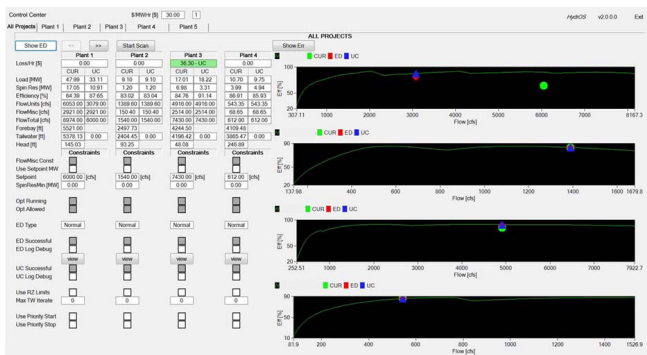 Control Center $/MWHr [$] 30.00 1 HydrOS v2.0.0.0 Exit
All Projects Plant 1 Plant 2 Plant 3 Plant 4 Plant 5
ALL PROJECTS
Show ED << >> Start Scan Show Err
Plant 1 Plant 2 Plant 3 Plant 4
Loss/Hr [$] 0.00 0.00 36.30 - UC 0.00
CUR UC CUR UC CUR UC CUR UC
Load [MW] 47.99 33.11 9.10 9.10 17.01 18.22 10.70 9.75
Spin Res [MW] 17.05 10.91 1.20 1.20 6.98 3.31 3.99 4.94
Efficiency [%] 64.39 87.65 83.02 83.04 84.76 91.14 86.91 85.93
FlowUnits [cfs] 6053.00 3079.00 1389.60 1389.60 4916.00 4916.00 543.35 543.35
FlowMisc [cfs] 2921.00 2921.00 150.40 150.40 2514.00 2514.00 68.65 68.65
FlowTotal [cfs] 8974.00 6000.00 1540.00 1540.00 7430.00 7430.00 612.00 612.00
Forebay [ft] 5521.00 2497.73 4244.50 4109.48
Tailwater [ft] 5378.13 0.00 2404.45 0.00 4196.42 0.00 3865.47 0.00
Head [ft] 145.03 93.25 48.08 246.89
Constraints Constraints Constraints Constraints
FlowMisc Const
Use Setpoint MW
Setpoint 6000.00 [cfs] 1540.00 [cfs] 7430.00 [cfs] 612.00 [cfs]
SpinResMin [MW] 0.00 0.00 0.00 0.00
Opt Running
Opt Allowed
ED Type Normal Normal Normal Normal
ED Successful
ED Log Debug
view view view view
UC Successful
UC Log Debug
Use RZ Limits
Max TW Iterate 0 0 0 0
Use Priority Start
Use Priority Stop
CUR ED UC
100
Eff [%]
50
20
307.11 1000 2000 3000 4000 5000 6000 7000 8167.3
Flow [cfs]
CUR ED UC
90
Eff [%]
50
20
137.98 400 600 800 1000 1200 1400 1600 1679.8
Flow [cfs]
CUR ED UC
100
Eff [%]
50
20
252.51 1000 2000 3000 4000 5000 6000 7000 7922.7
Flow [cfs]
CUR ED UC
90
Eff [%]
50
10
81.9 200 400 600 800 1000 1200 1400 1526.9
Flow [cfs]